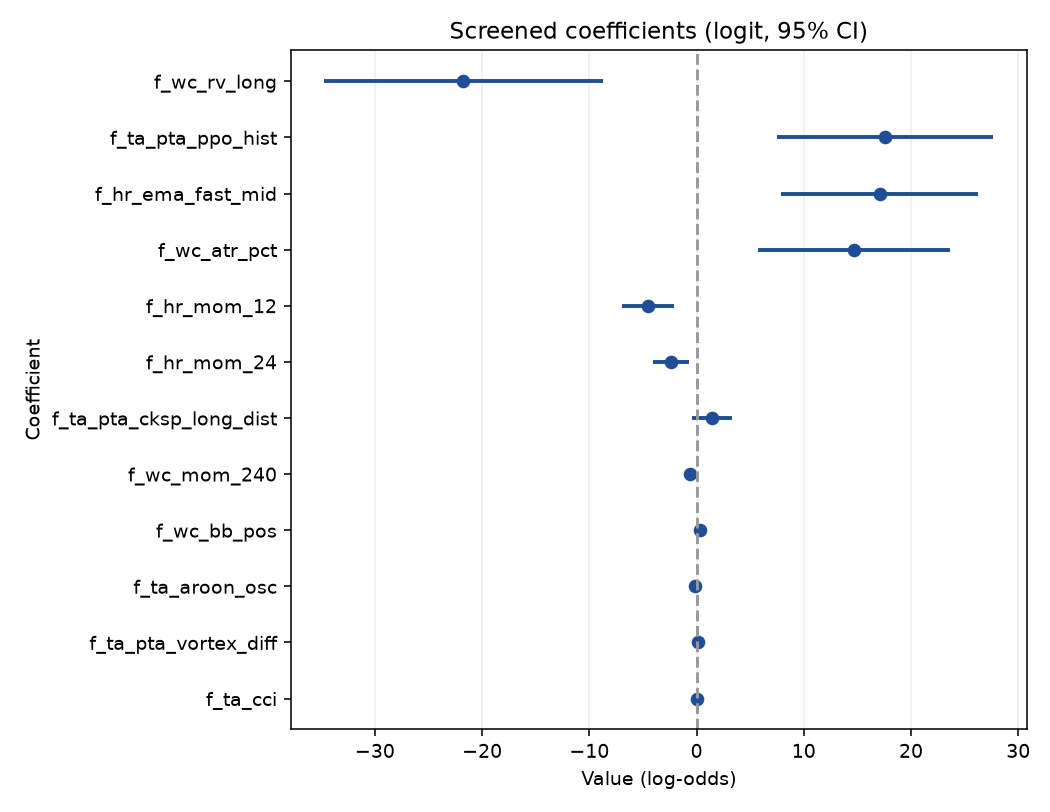 Screened coefficients (logit, 95% CI)
Coefficient
f_wc_rv_long
f_ta_pta_ppo_hist
f_hr_ema_fast_mid
f_wc_atr_pct
f_hr_mom_12
f_hr_mom_24
f_ta_pta_cksp_long_dist
f_wc_mom_240
f_wc_bb_pos
f_ta_aroon_osc
f_ta_pta_vortex_diff
f_ta_cci
−30 −20 −10 0 10 20 30
Value (log-odds)